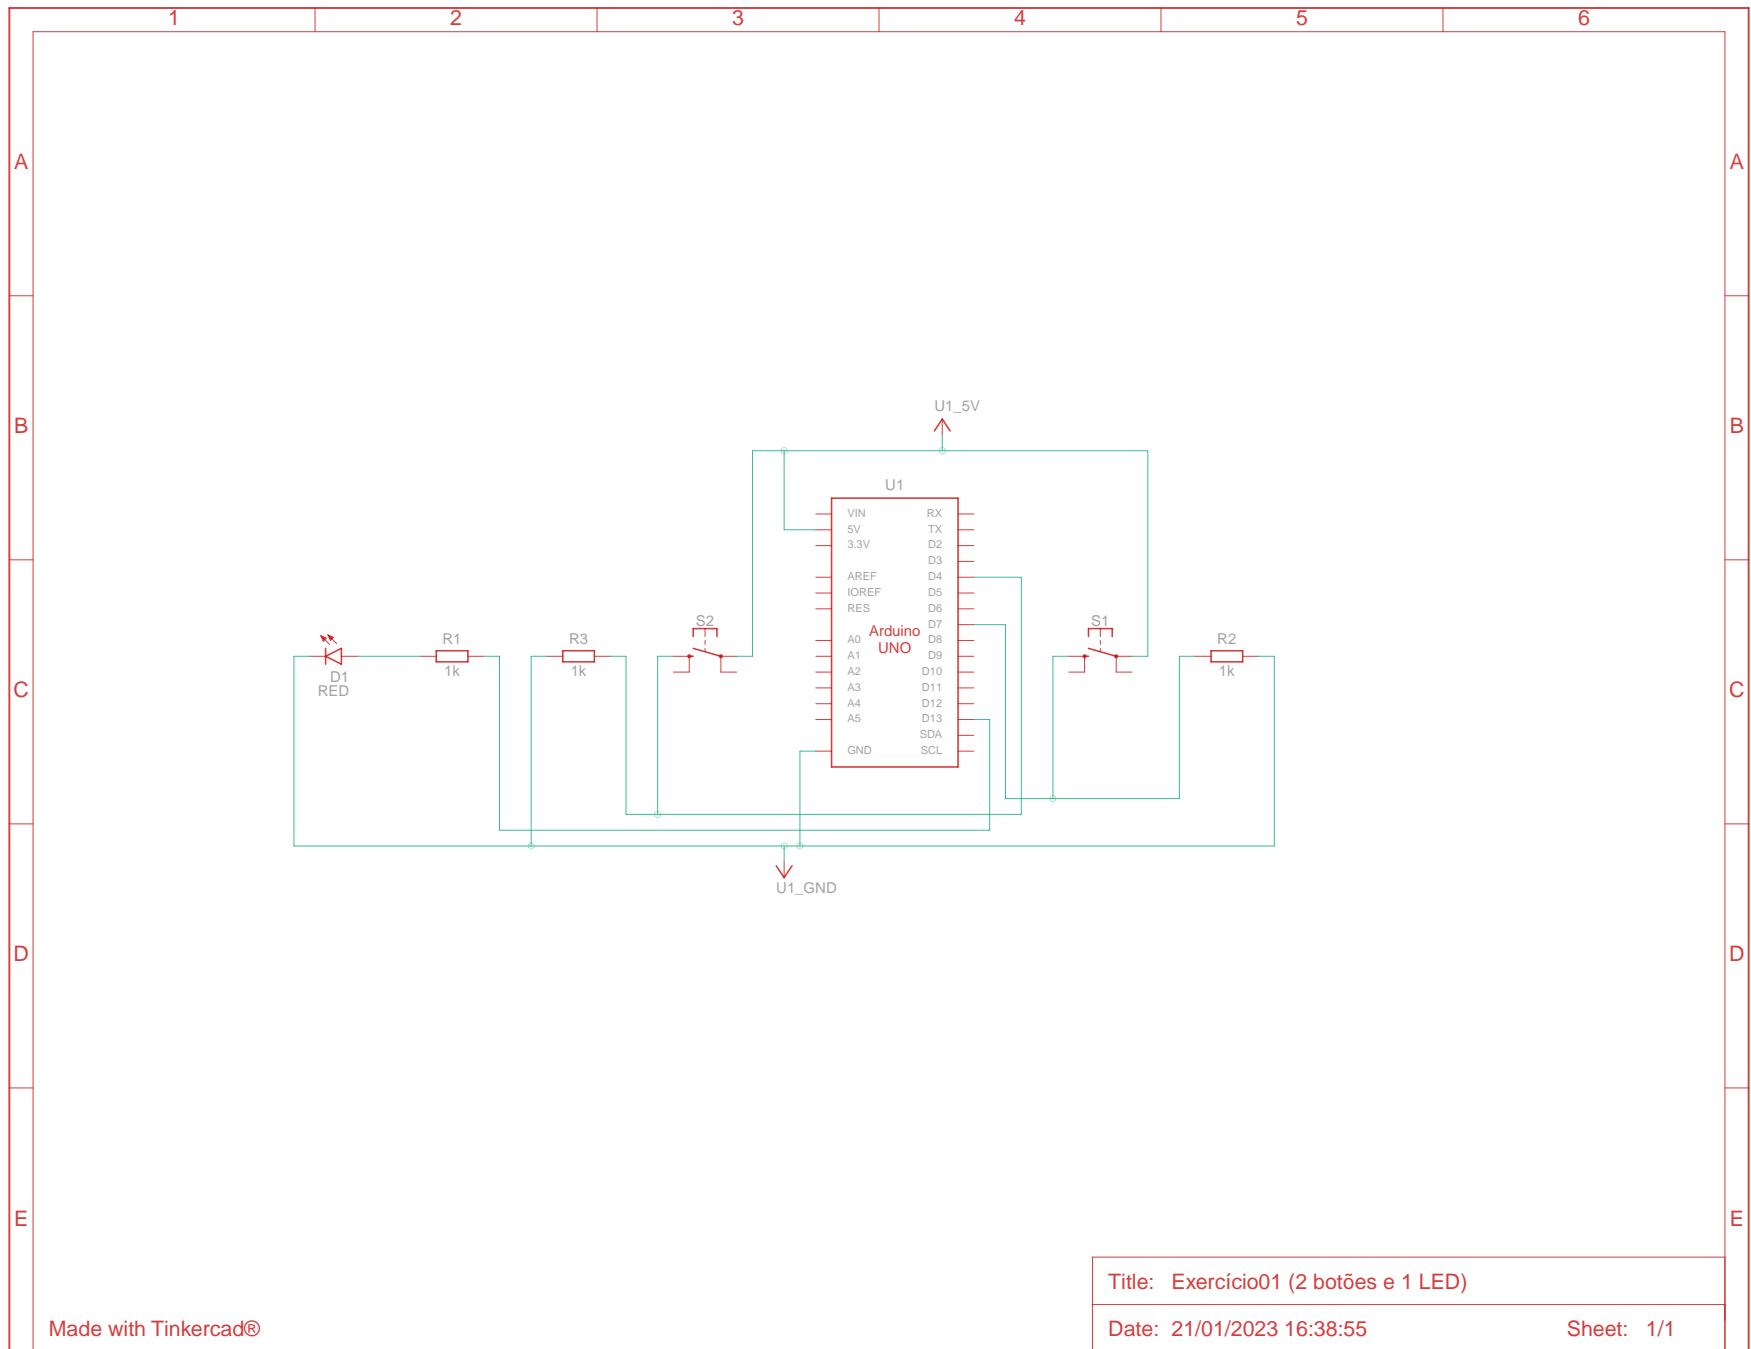 1 2 3 4 5 6
A A
B B
C C
D D
E E
U1_5V
U1
VIN RX
5V TX
3.3V D2
D3
AREF D4
IOREF D5
RES D6
D7
A0 D8
A1 D9
A2 D10
A3 D11
A4 D12
A5 D13
SDA
GND SCL
Arduino
UNO
D1
RED
R1
1k
R3
1k
S2
S1
R2
1k
U1_GND
Title: Exercício01 (2 botões e 1 LED)
Made with Tinkercad®
Date: 21/01/2023 16:38:55 Sheet: 1/1